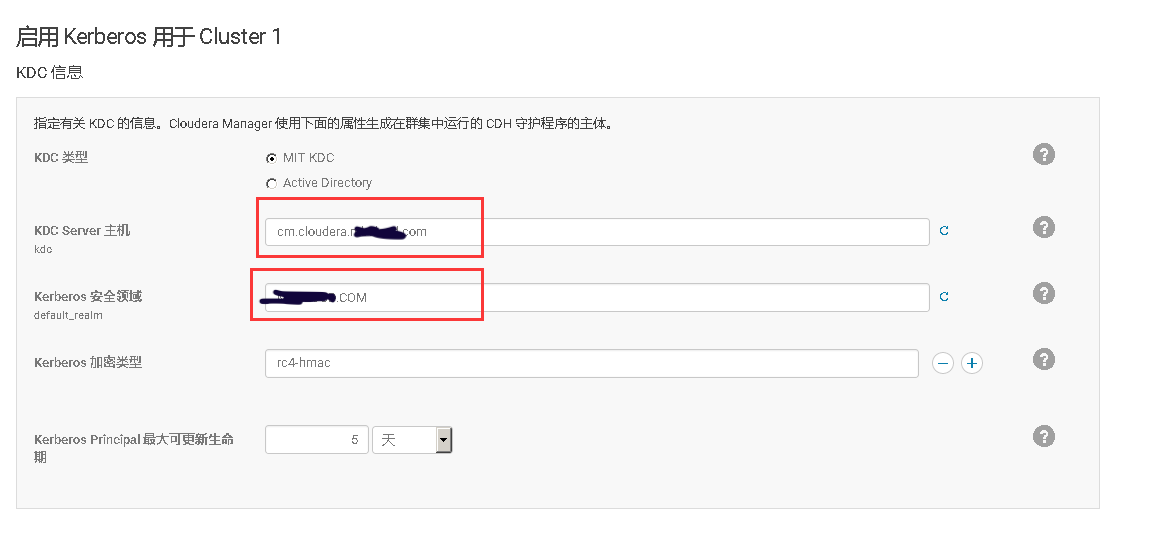 启用 Kerberos 用于 Cluster 1
KDC 信息
指定有关 KDC 的信息。Cloudera Manager 使用下面的属性生成在群集中运行的 CDH 守护程序的主体。
KDC 类型
MIT KDC
Active Directory
KDC Server 主机
kdc
cm.cloudera. .com
Kerberos 安全领域
default_realm
.COM
Kerberos 加密类型
rc4-hmac
Kerberos Principal 最大可更新生命
期
5 天